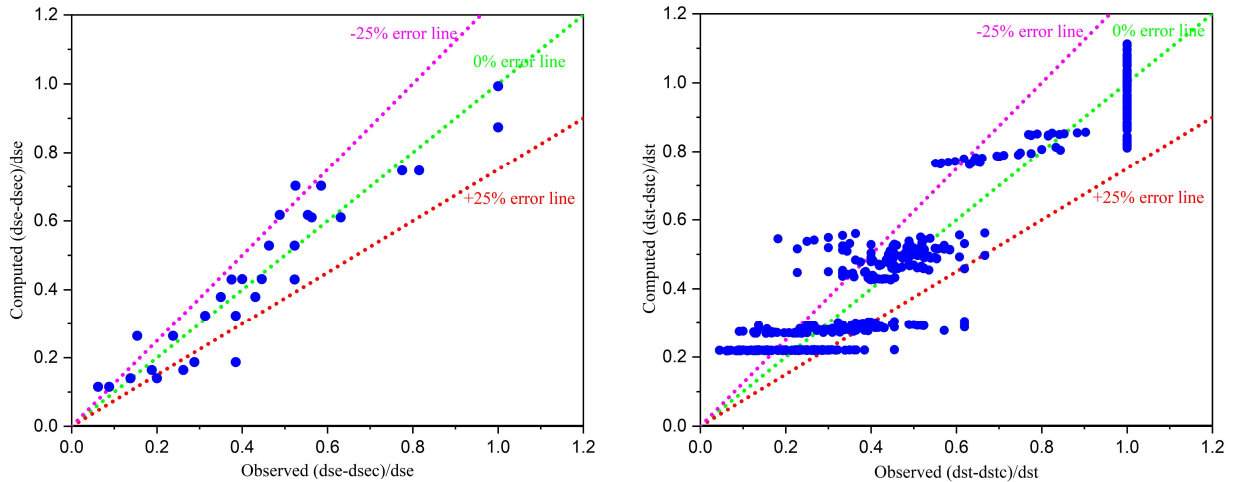 1.2
1.0
0.8
0.6
0.4
0.2
0.0
Computed (dse-dsec)/dse
-25% error line
0% error line
+25% error line
0.0 0.2 0.4 0.6 0.8 1.0 1.2
Observed (dse-dsec)/dse
1.2
1.0
0.8
0.6
0.4
0.2
0.0
Computed (dst-dstc)/dst
-25% error line
0% error line
+25% error line
0.0 0.2 0.4 0.6 0.8 1.0 1.2
Observed (dst-dstc)/dst